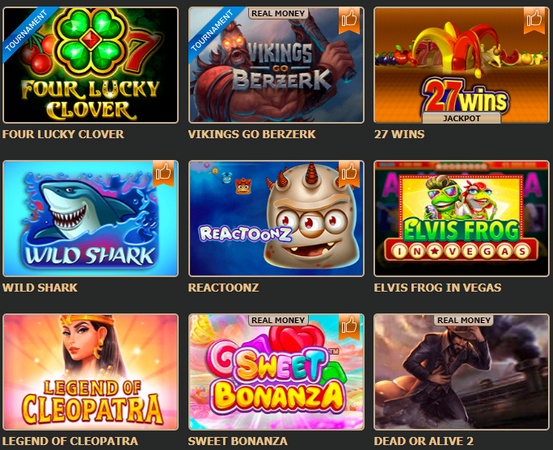 TOURNAMENT
FOUR LUCKY
CLOVER
FOUR LUCKY CLOVER
TOURNAMENT
REAL MONEY
VIKINGS
GO
BERZERK
VIKINGS GO BERZERK
27 wins
JACKPOT
27 WINS
WILD SHARK
WILD SHARK
REACTOONZ
REACTOONZ
ELVIS FROG
IN VEGAS
ELVIS FROG IN VEGAS
LEGEND OF
CLEOPATRA
LEGEND OF CLEOPATRA
REAL MONEY
SWEET
BONANZA™
SWEET BONANZA
REAL MONEY
DEAD OR ALIVE 2